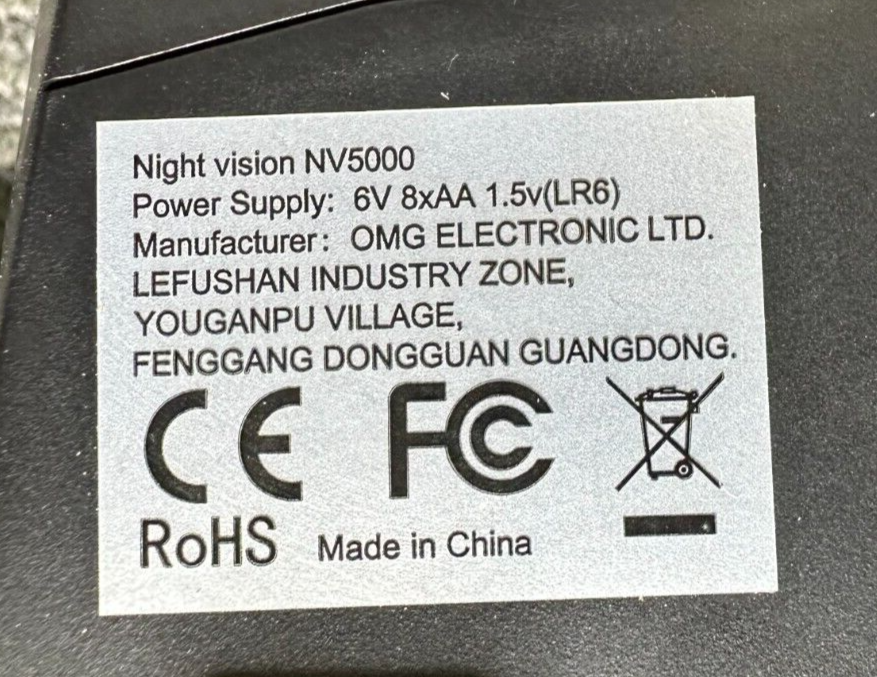 Night vision NV5000
Power Supply: 6V 8xAA 1.5v(LR6)
Manufacturer: OMG ELECTRONIC LTD.
LEFUSHAN INDUSTRY ZONE,
YOUGANPU VILLAGE,
FENGGANG DONGGUAN GUANGDONG.
CE FC
RoHS Made in China